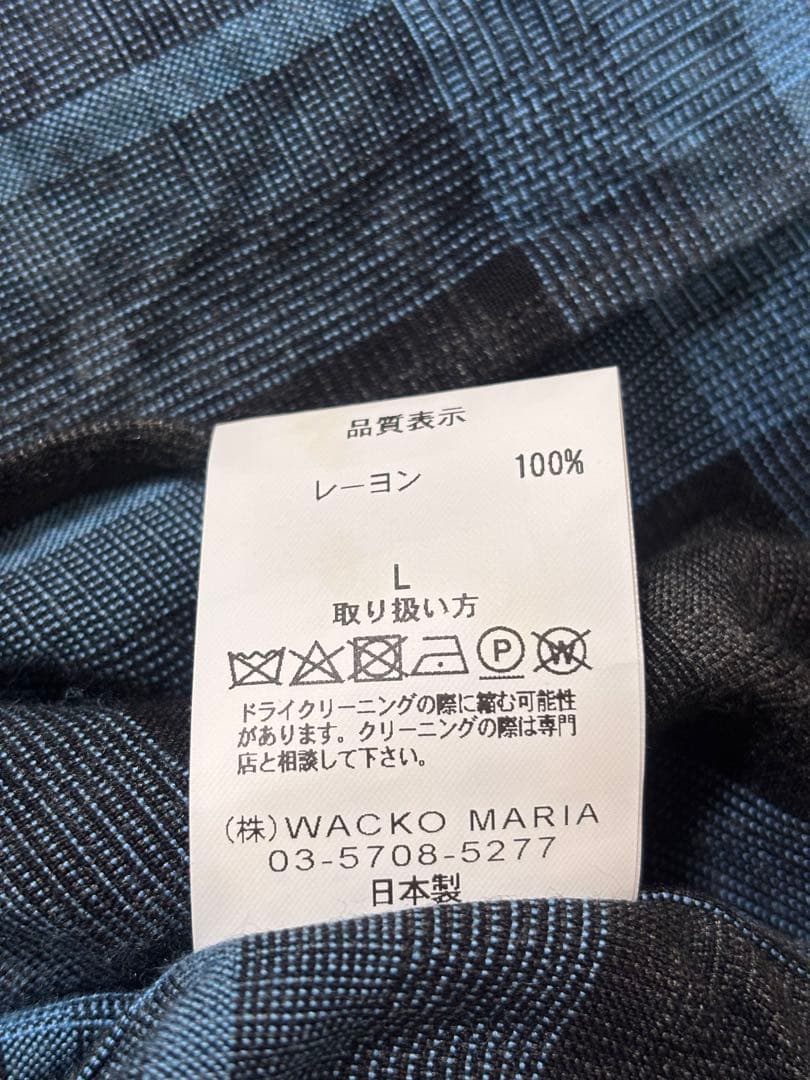 品質表示
レーヨン 100%
L
取り扱い方
P W
ドライクリーニングの際に縮む可能性
があります。クリーニングの際は専門
店と相談して下さい。
(株)WACKO MARIA
03-5708-5277
日本製